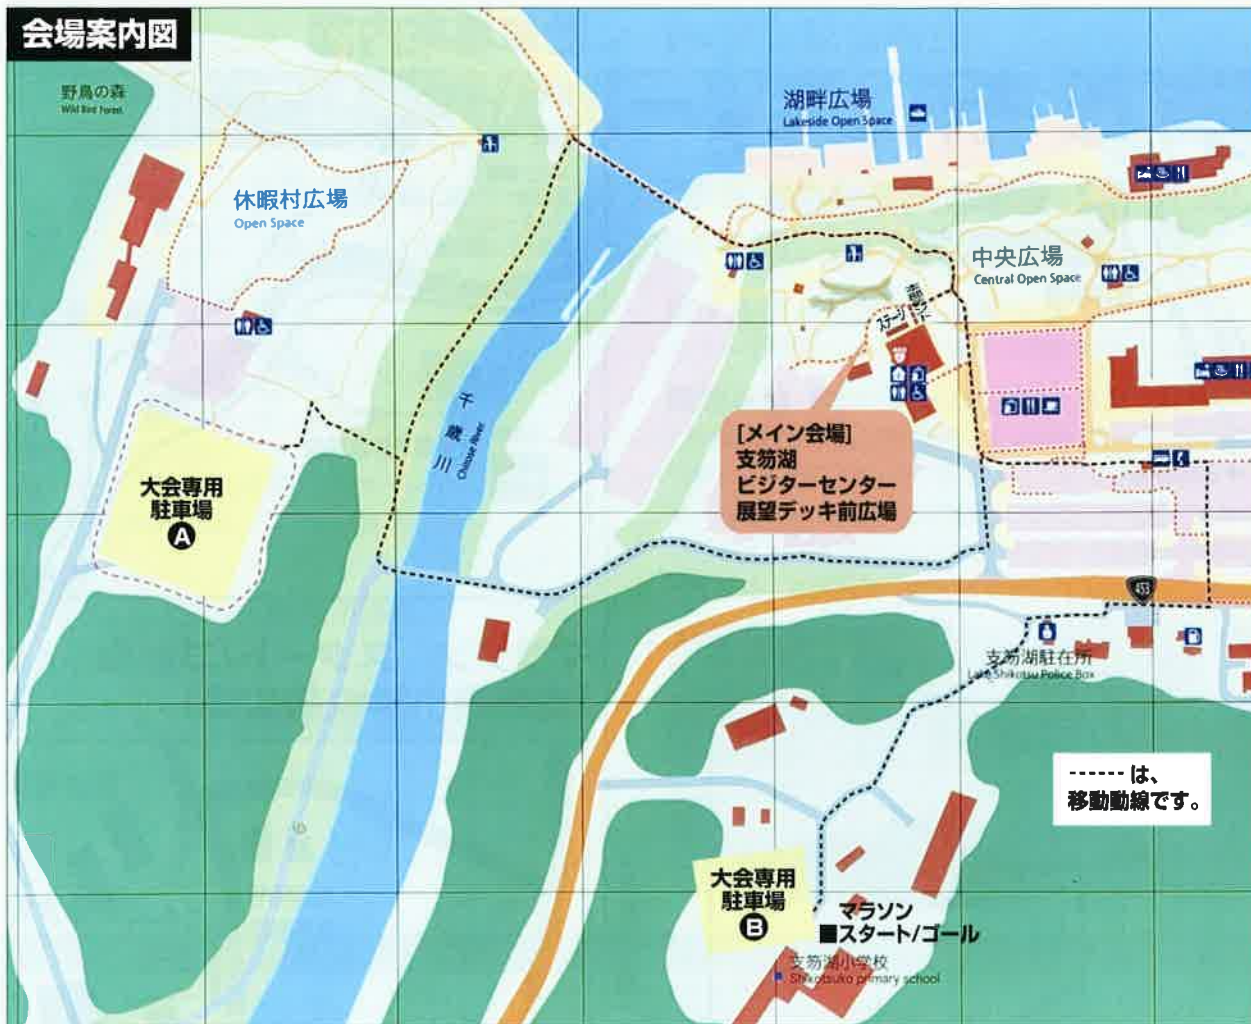 会場案内図
野鳥の森
Wild Bird Forest
休暇村広場
Open Space
湖畔広場
Lakeside Open Space
中央広場
Central Open Space
ステージ
千歳川
Chitose River
[メイン会場]
支笏湖
ビジターセンター
展望デッキ前広場
大会専用
駐車場
A
453
支笏湖駐在所
Lake Shikotsu Police Box
------ は、
移動動線です。
大会専用
駐車場
B
マラソン
■スタート/ゴール
支笏湖小学校
Shikotsuko primary school